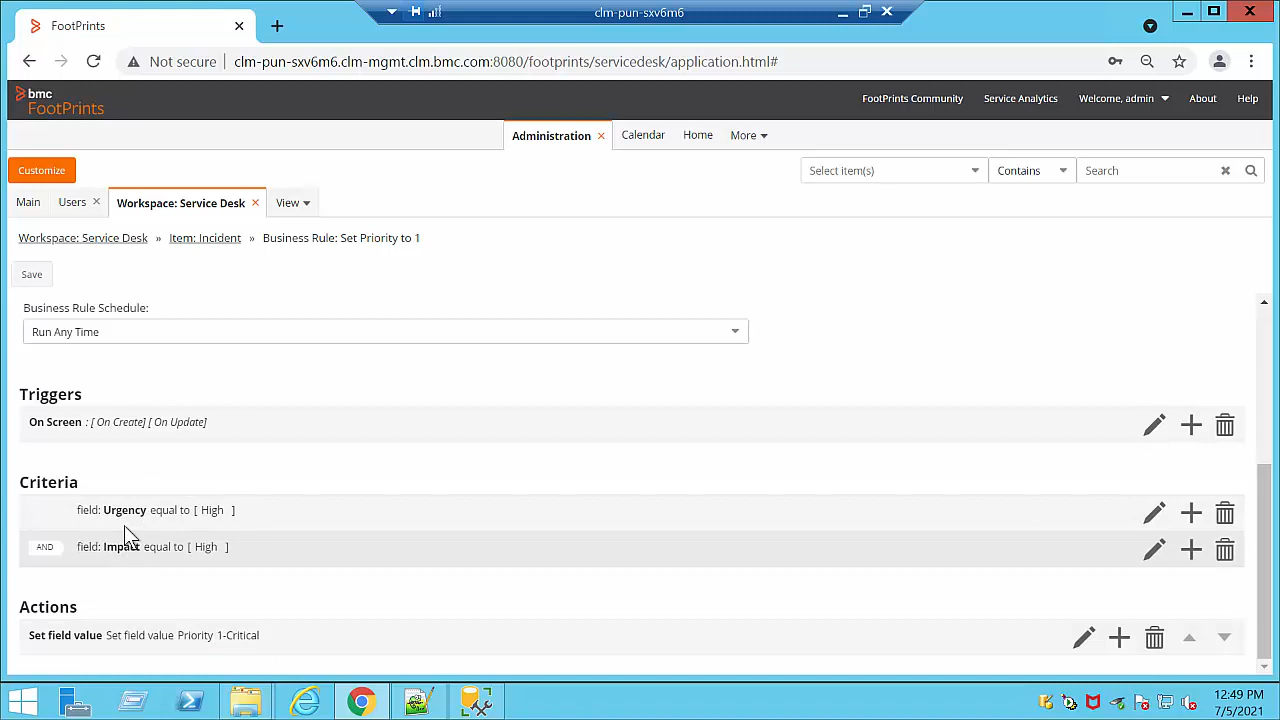 clm-pun-sxv6m6
FootPrints
Not secure clm-pun-sxv6m6.clm-mgmt.clm.bmc.com:8080/footprints/servicedesk/application.html#
bmc
FootPrints
FootPrints Community Service Analytics Welcome, admin About Help
Administration Calendar Home More
Customize Select item(s) Contains Search
Main Users Workspace: Service Desk View
Workspace: Service Desk » Item: Incident » Business Rule: Set Priority to 1
Save
Business Rule Schedule:
Run Any Time
Triggers
On Screen : [ On Create] [ On Update]
Criteria
field: Urgency equal to [ High ]
AND field: Impact equal to [ High ]
Actions
Set field value Set field value Priority 1-Critical
12:49 PM
7/5/2021